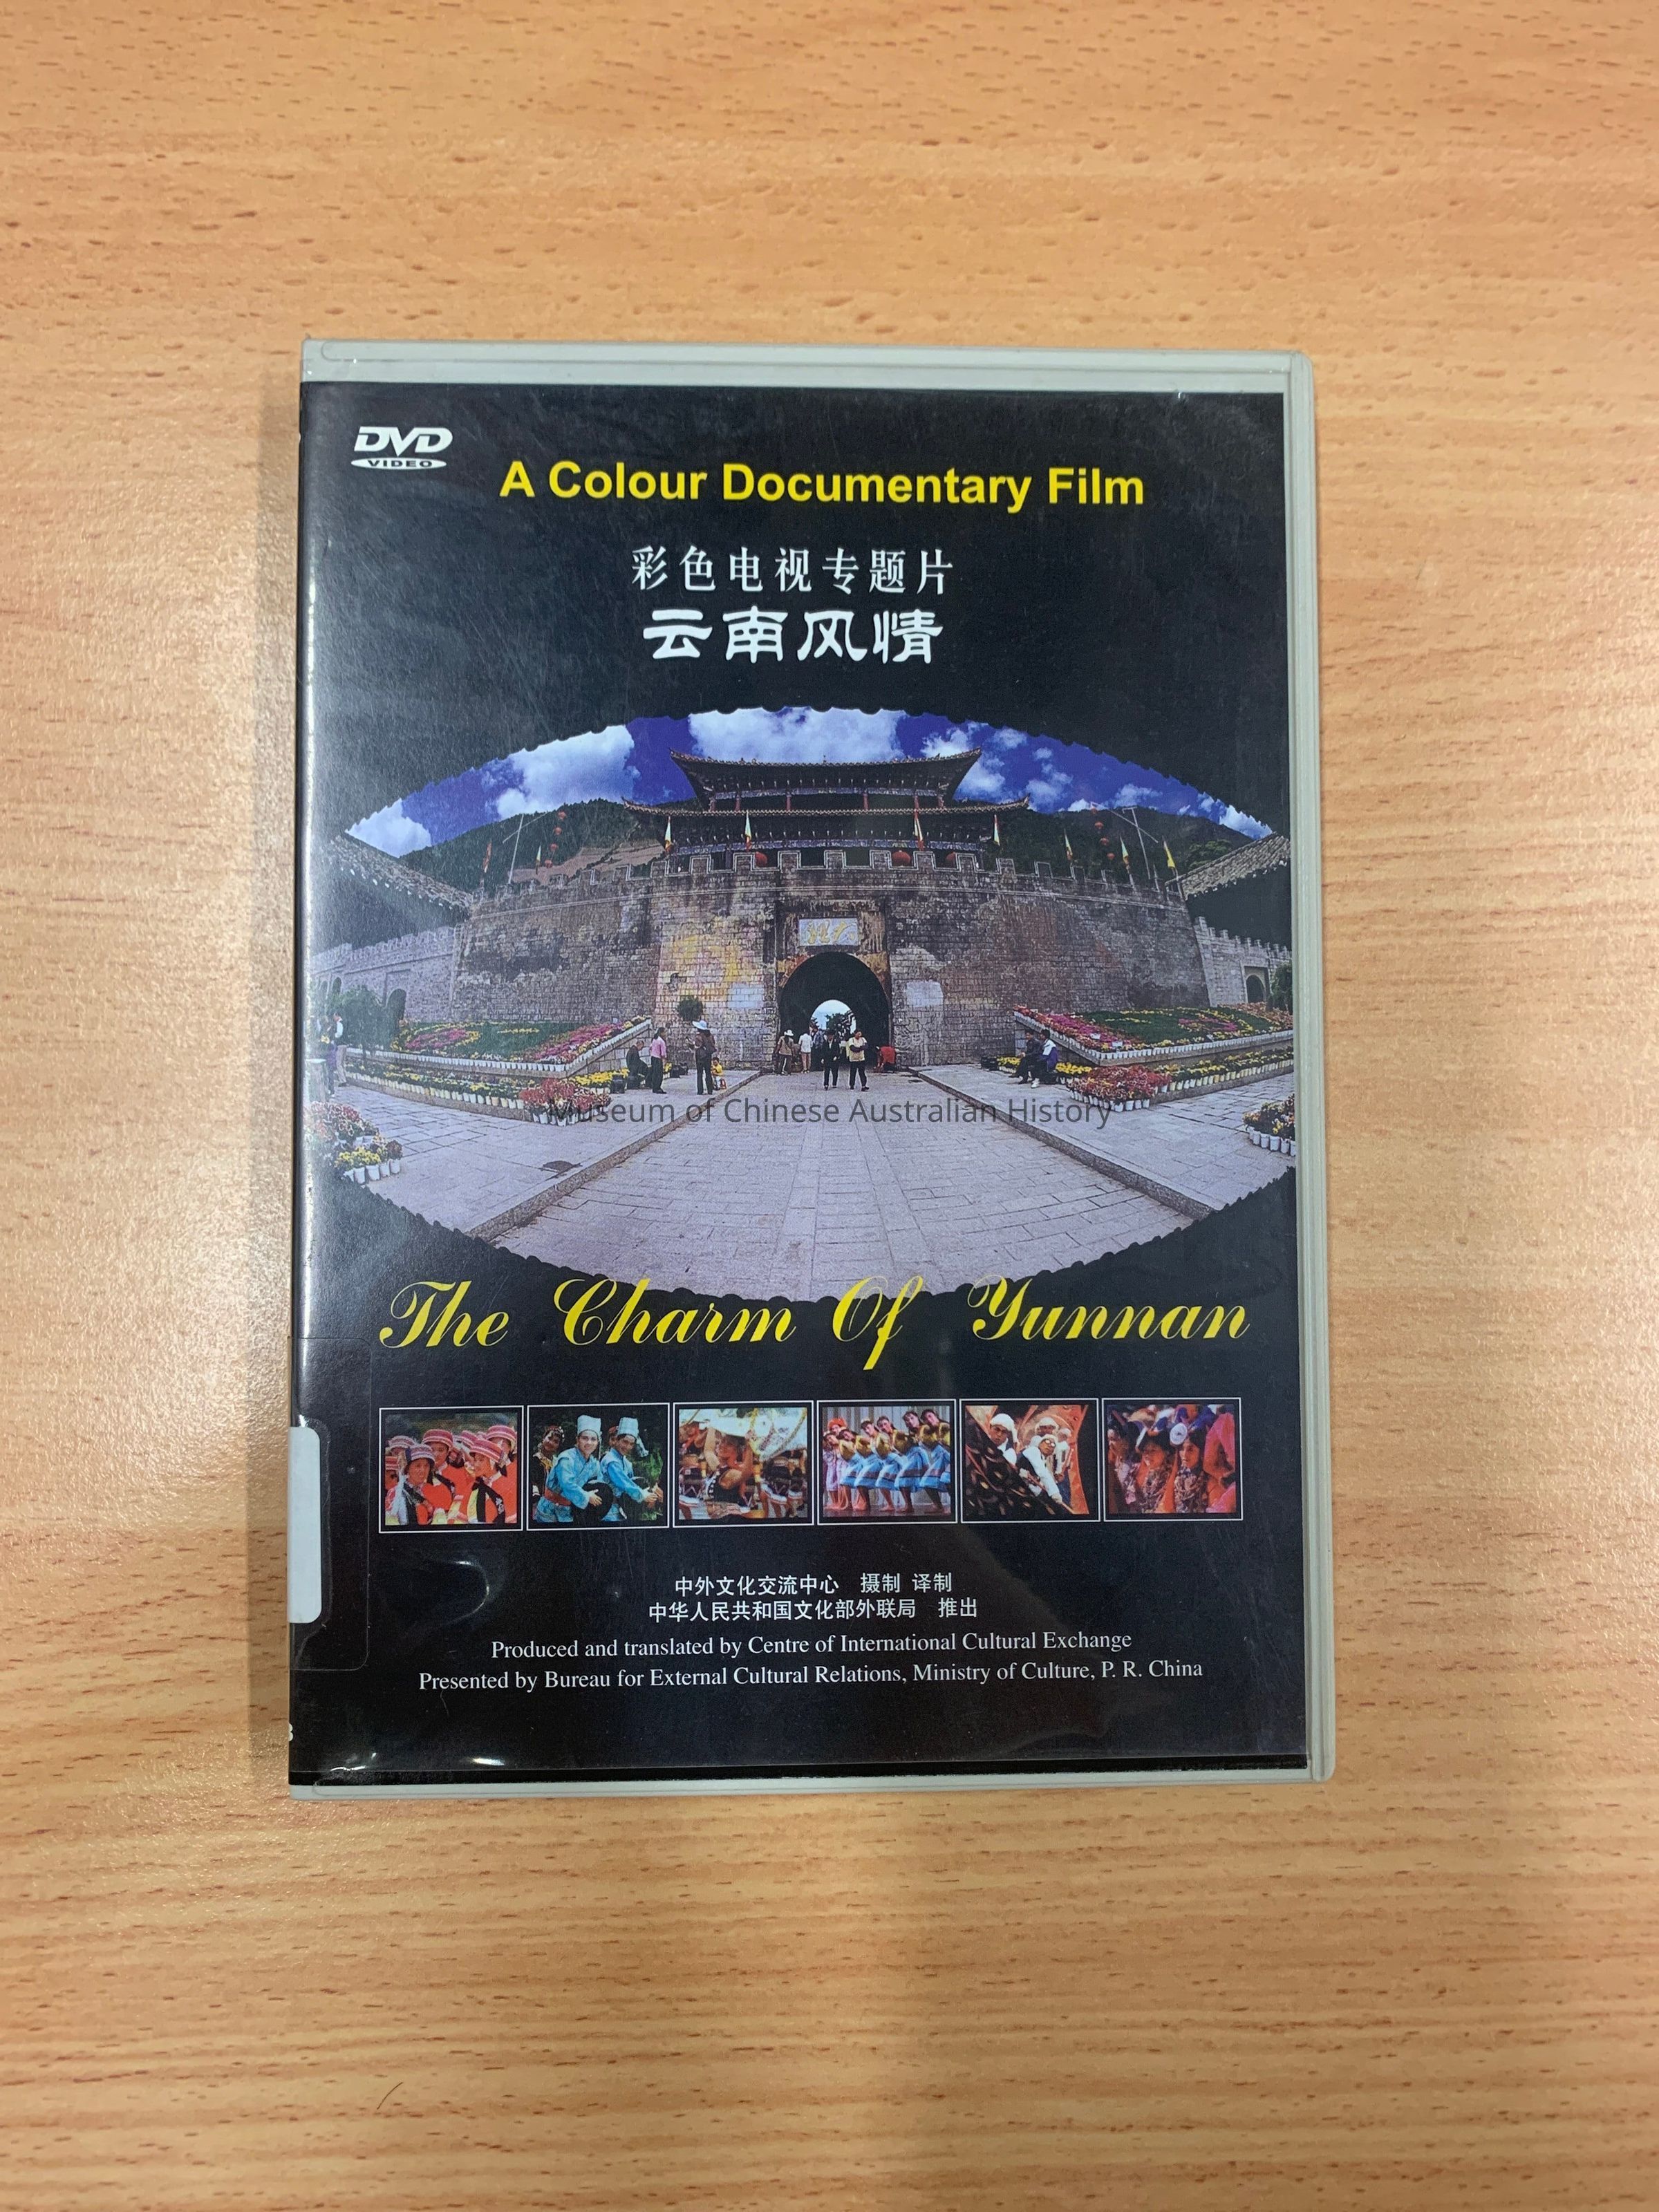 DVD
VIDEO
A Colour Documentary Film
彩色电视专题片
云南风情
Museum of Chinese Australian History
The Charm Of Yunnan
中外文化交流中心 摄制 译制
中华人民共和国文化部外联局 推出
Produced and translated by Centre of International Cultural Exchange
Presented by Bureau for External Cultural Relations, Ministry of Culture, P. R. China